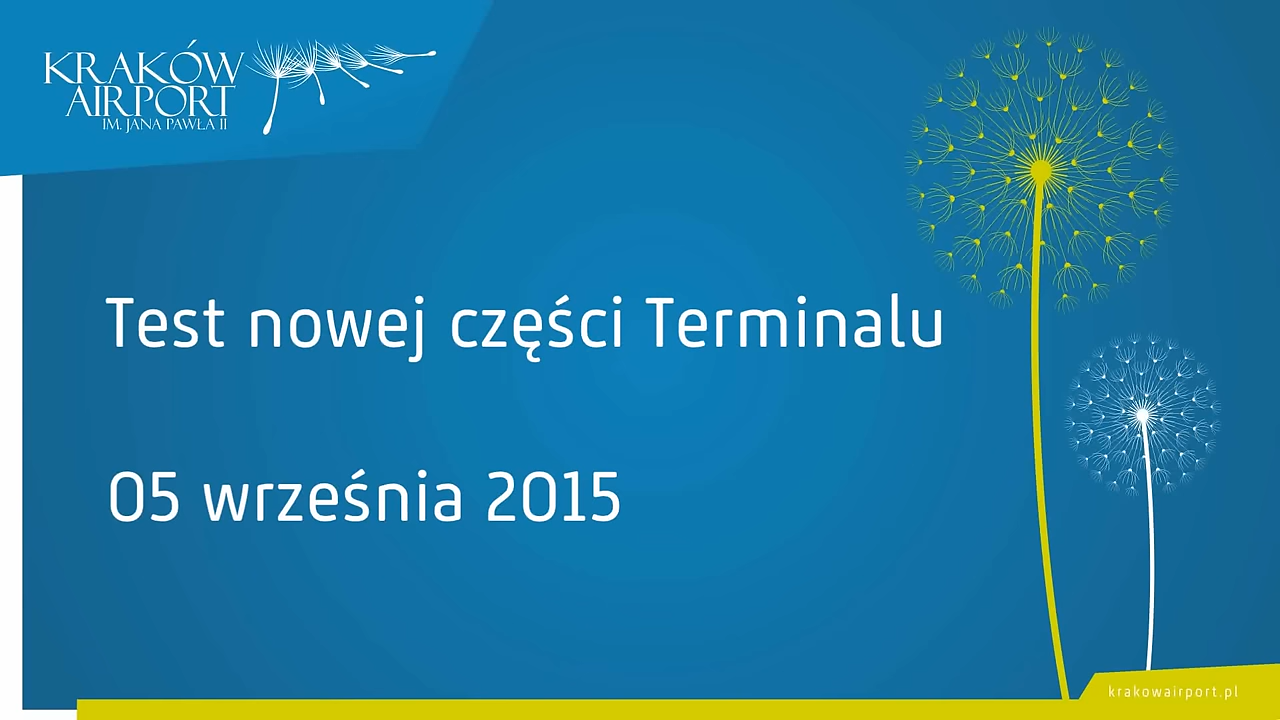 KRAKÓW
AIRPORT
IM. JANA PAWŁA II
Test nowej części Terminalu
05 września 2015
krakowairport.pl